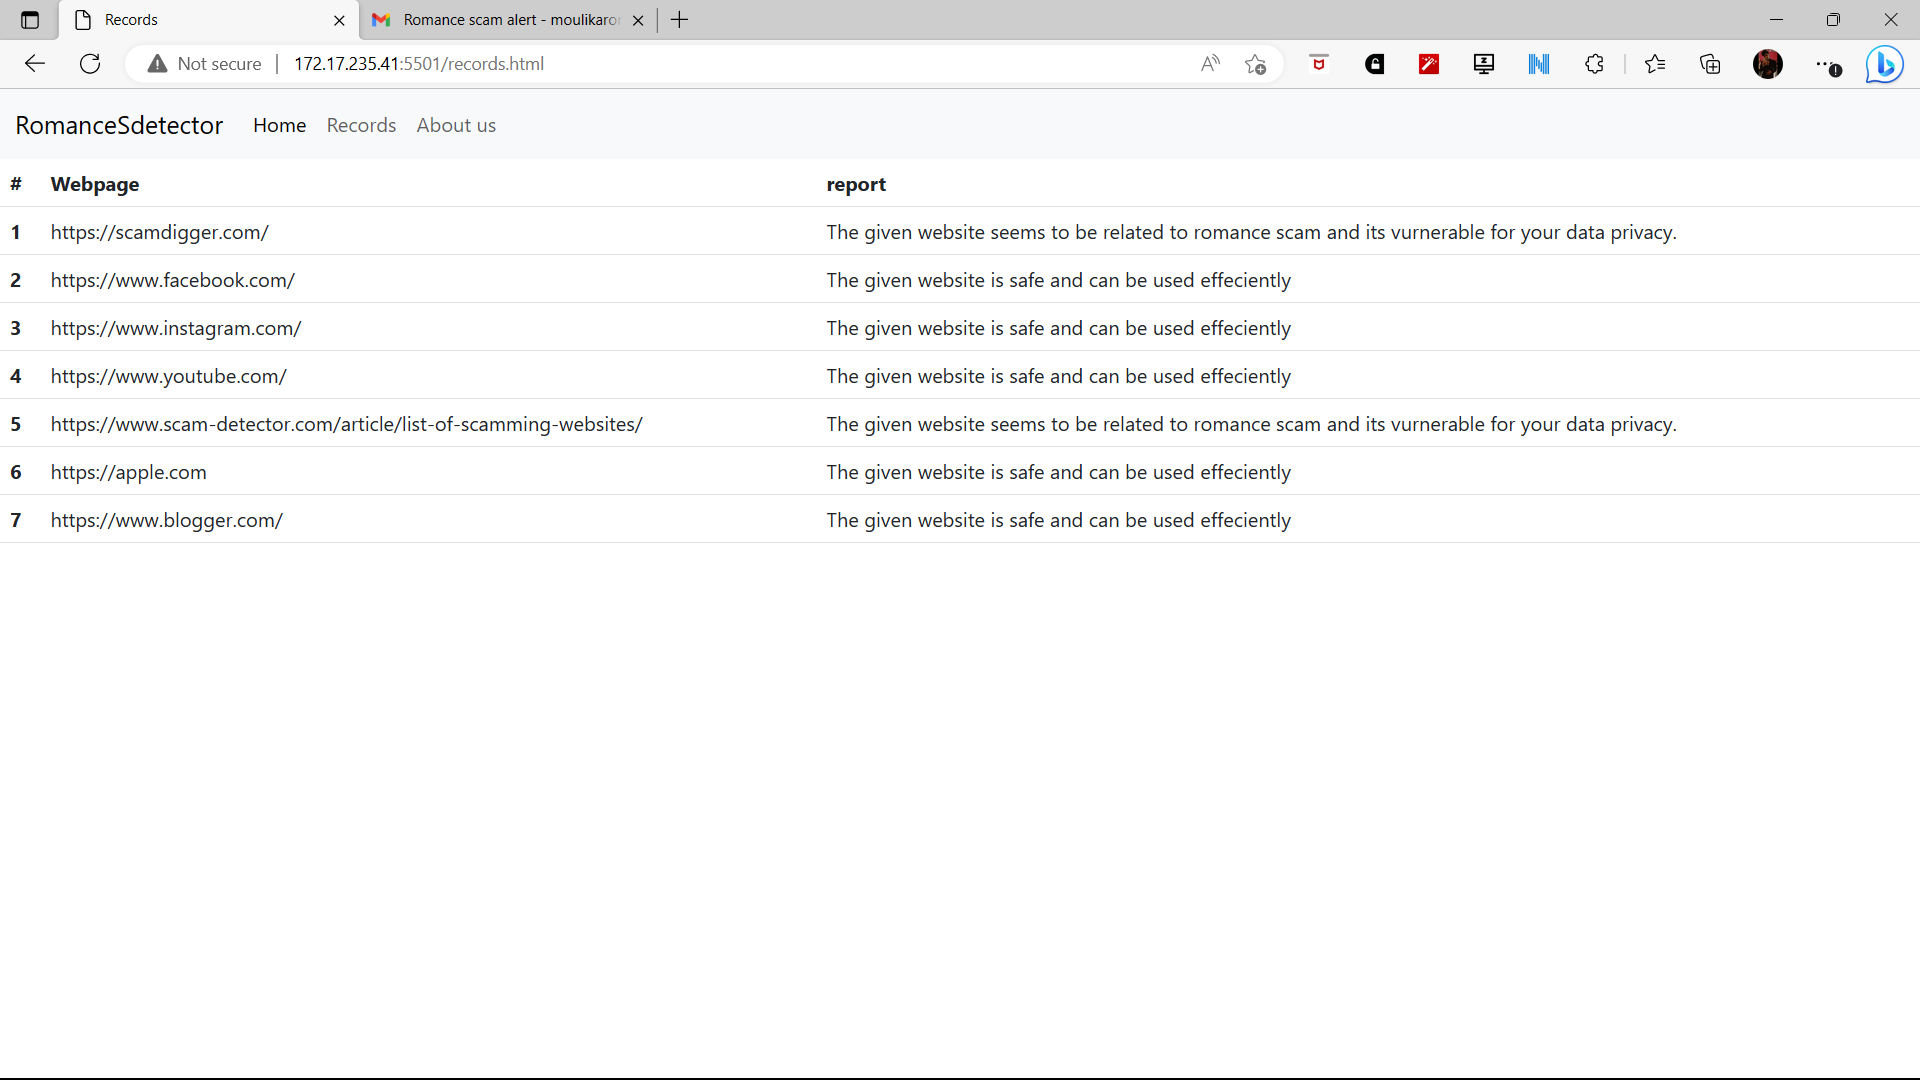 Records
Romance scam alert - moulikaro
Not secure 172.17.235.41:5501/records.html
RomanceSdetector Home Records About us
# Webpage report
1 https://scamdigger.com/ The given website seems to be related to romance scam and its vurnerable for your data privacy.
2 https://www.facebook.com/ The given website is safe and can be used effeciently
3 https://www.instagram.com/ The given website is safe and can be used effeciently
4 https://www.youtube.com/ The given website is safe and can be used effeciently
5 https://www.scam-detector.com/article/list-of-scamming-websites/ The given website seems to be related to romance scam and its vurnerable for your data privacy.
6 https://apple.com The given website is safe and can be used effeciently
7 https://www.blogger.com/ The given website is safe and can be used effeciently